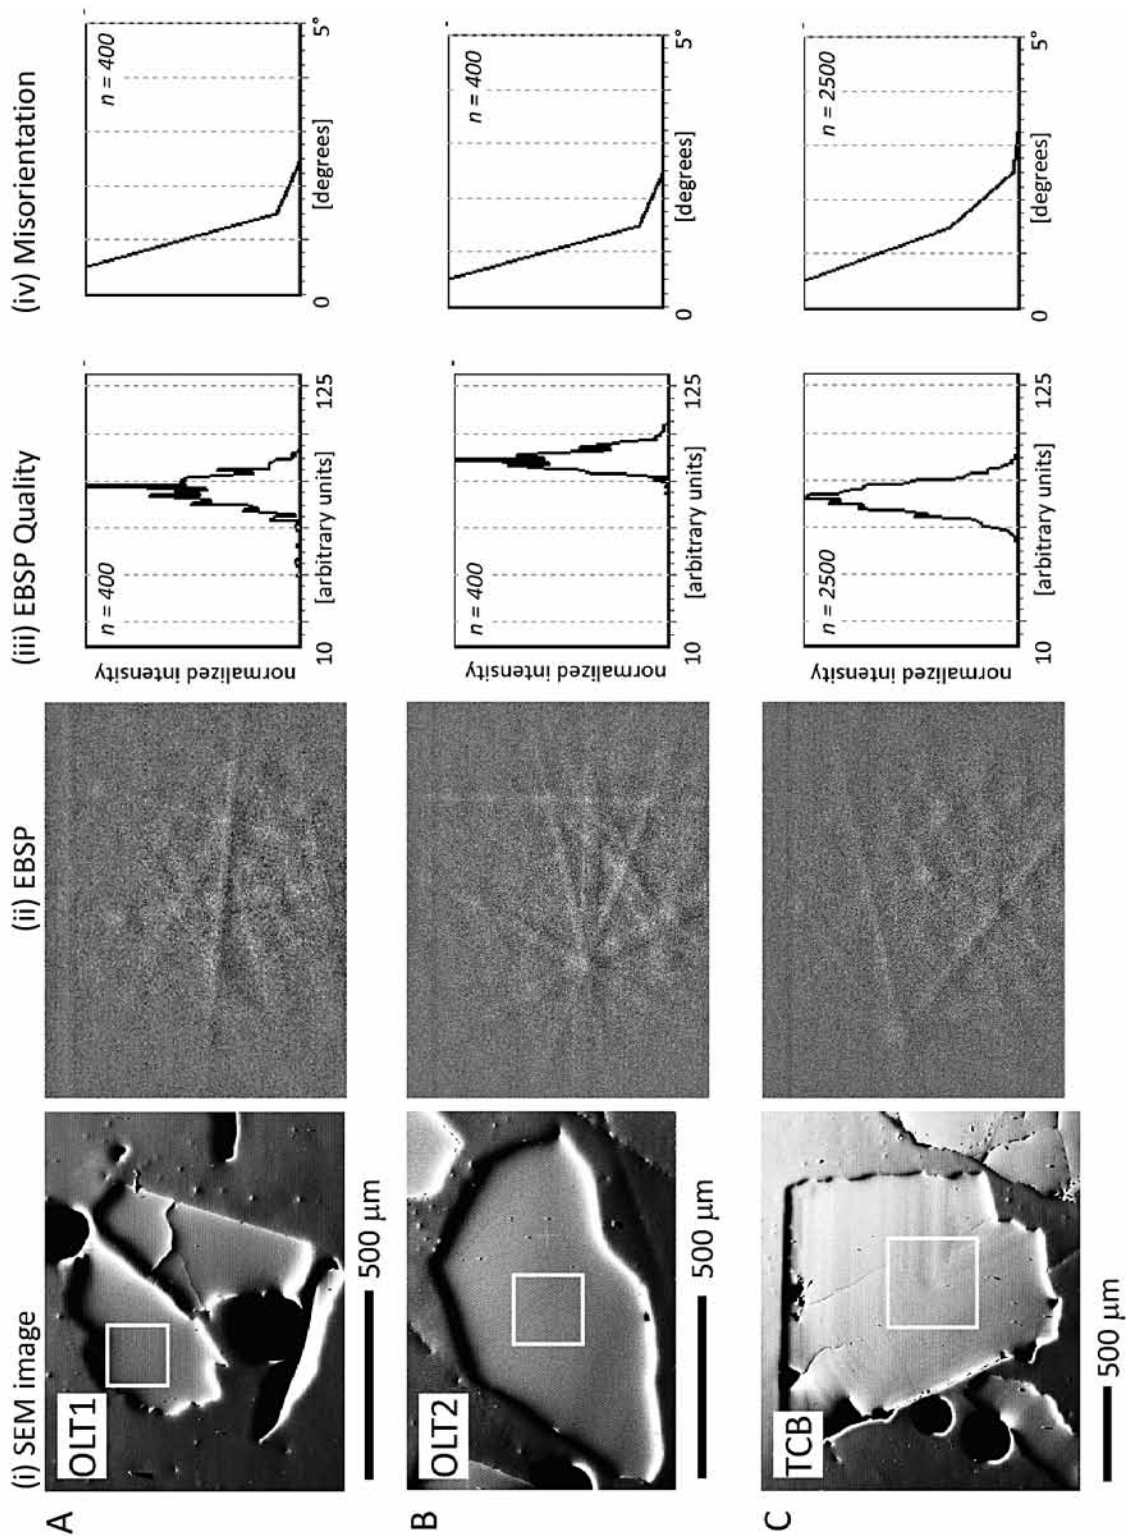 (i) SEM image
(ii) EBSP
(iii) EBSP Quality
(iv) Misorientation
A
OLT1
500 µm
normalized intensity
n = 400
10
[arbitrary units]
125
n = 400
0
[degrees]
5°
B
OLT2
500 µm
normalized intensity
n = 400
10
[arbitrary units]
125
n = 400
0
[degrees]
5°
C
TCB
500 µm
normalized intensity
n = 2500
10
[arbitrary units]
125
n = 2500
0
[degrees]
5°